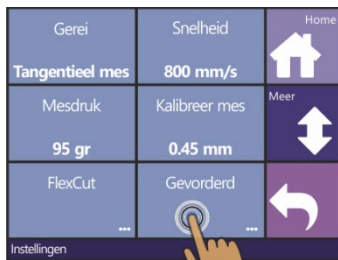 Gerei
Tangentieel mes
Snelheid
800 mm/s
Home
Mesdruk
95 gr
Kalibreer mes
0.45 mm
Meer
FlexCut
...
Gevorderd
...
Instellingen